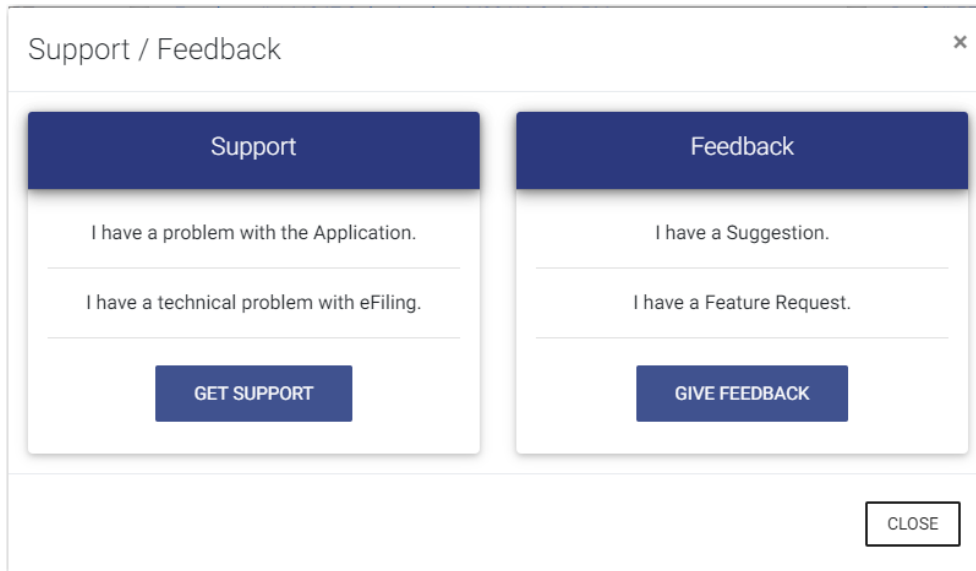 Support / Feedback
×
Support
I have a problem with the Application.
I have a technical problem with eFiling.
GET SUPPORT
Feedback
I have a Suggestion.
I have a Feature Request.
GIVE FEEDBACK
CLOSE